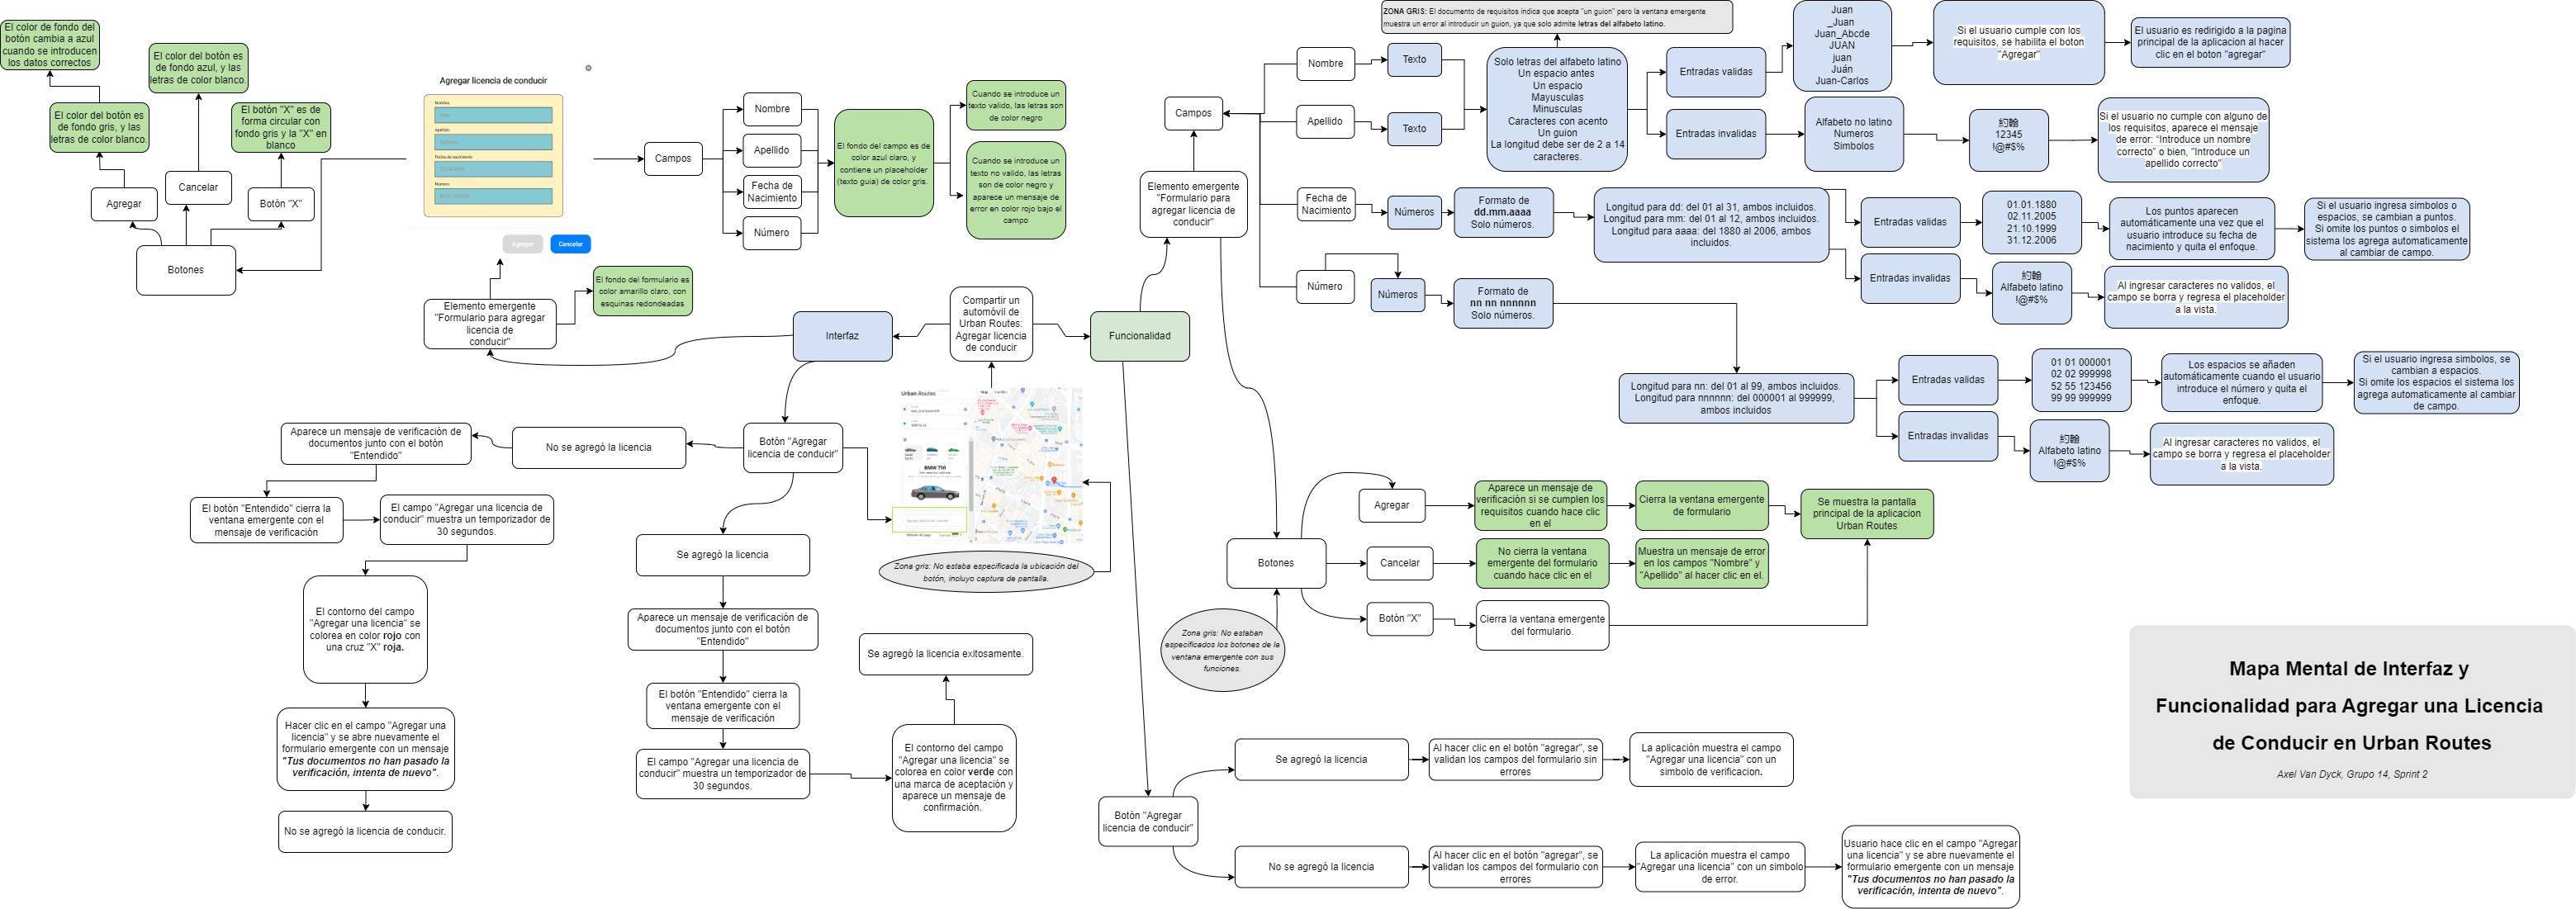 El color de fondo del
botón cambia a azul
cuando se introducen
los datos correctos
El color del botón es
de fondo azul, y las
letras de color blanco.
El color del botón es
de fondo gris, y las
letras de color blanco.
El botón "X" es de
forma circular con
fondo gris y la "X" en
blanco
Agregar
Cancelar
Botón "X"
Botones
Agregar licencia de conducir
Nombre
Apellido
Fecha de nacimiento
Número
Agregar
Cancelar
Elemento emergente
"Formulario para agregar
licencia de
conducir"
El fondo del formulario es
color amarillo claro, con
esquinas redondeadas
Campos
Nombre
Apellido
Fecha de
Nacimiento
Número
El fondo del campo es de
color azul claro, y
contiene un placeholder
(texto guia) de color gris.
Cuando se introduce un
texto valido, las letras son
de color negro
Cuando se introduce un
texto no valido, las letras
son de color negro y
aparece un mensaje de
error en color rojo bajo el
campo
Interfaz
Compartir un
automóvil de
Urban Routes:
Agregar licencia
de conducir
Funcionalidad
Urban.Routes
BMW 750
Zona gris: No estaba especificada la ubicación del
botón, incluyo captura de pantalla.
Botón "Agregar
licencia de conducir"
No se agregó la licencia
Aparece un mensaje de verificación de
documentos junto con el botón
"Entendido"
El botón "Entendido" cierra la
ventana emergente con el
mensaje de verificación
El campo "Agregar una licencia de
conducir" muestra un temporizador de
30 segundos.
El contorno del campo
"Agregar una licencia" se
colorea en color rojo con
una cruz "X" roja.
Hacer clic en el campo "Agregar una
licencia" y se abre nuevamente el
formulario emergente con un mensaje
"Tus documentos no han pasado la
verificación, intenta de nuevo".
No se agregó la licencia de conducir.
Se agregó la licencia
Aparece un mensaje de verificación de
documentos junto con el botón
"Entendido"
El botón "Entendido" cierra la
ventana emergente con el
mensaje de verificación
El campo "Agregar una licencia de
conducir" muestra un temporizador de
30 segundos.
El contorno del campo
"Agregar una licencia" se
colorea en color verde con
una marca de aceptación y
aparece un mensaje de
confirmación.
Se agregó la licencia exitosamente.
ZONA GRIS: El documento de requisitos indica que acepta "un guion" pero la ventana emergente
muestra un error al introducir un guion, ya que solo admite letras del alfabeto latino.
Elemento emergente
"Formulario para
agregar licencia de
conducir"
Campos
Nombre
Texto
Apellido
Texto
Solo letras del alfabeto latino
Un espacio antes
Un espacio
Mayusculas
Minusculas
Caracteres con acento
Un guion
La longitud debe ser de 2 a 14
caracteres.
Entradas validas
Juan
_Juan
Juan_Abcde
JUAN
juan
Juán
Juan-Carlos
Si el usuario cumple con los
requisitos, se habilita el boton
"Agregar"
El usuario es redirigido a la pagina
principal de la aplicacion al hacer
clic en el boton "agregar"
Entradas invalidas
Alfabeto no latino
Numeros
Simbolos
約翰
12345
!@#$%
Si el usuario no cumple con alguno de
los requisitos, aparece el mensaje
de error: "Introduce un nombre
correcto" o bien, "Introduce un
apellido correcto"
Fecha de
Nacimiento
Números
Formato de
dd.mm.aaaa
Solo números.
Longitud para dd: del 01 al 31, ambos incluidos.
Longitud para mm: del 01 al 12, ambos incluidos.
Longitud para aaaa: del 1880 al 2006, ambos
incluidos.
Entradas validas
01.01.1880
02.11.2005
21.10.1999
31.12.2006
Los puntos aparecen
automáticamente una vez que el
usuario introduce su fecha de
nacimiento y quita el enfoque.
Si el usuario ingresa simbolos o
espacios, se cambian a puntos.
Si omite los puntos o simbolos el
sistema los agrega automaticamente
al cambiar de campo.
Entradas invalidas
約翰
Alfabeto latino
!@#$%
Al ingresar caracteres no validos, el
campo se borra y regresa el placeholder
a la vista.
Número
Números
Formato de
nn nn nnnnnn
Solo números.
Longitud para nn: del 01 al 99, ambos incluidos.
Longitud para nnnnnn: del 000001 al 999999,
ambos incluidos
Entradas validas
01 01 000001
02 02 999998
52 55 123456
99 99 999999
Los espacios se añaden
automáticamente cuando el usuario
introduce el número y quita el
enfoque.
Si el usuario ingresa simbolos, se
cambian a espacios.
Si omite los espacios el sistema los
agrega automaticamente al cambiar
de campo.
Entradas invalidas
約翰
Alfabeto latino
!@#$%
Al ingresar caracteres no validos, el
campo se borra y regresa el placeholder
a la vista.
Botones
Agregar
Aparece un mensaje de
verificación si se cumplen los
requisitos cuando hace clic
en el
Cierra la ventana emergente
de formulario
Se muestra la pantalla
principal de la aplicacion
Urban Routes
Cancelar
No cierra la ventana
emergente del formulario
cuando hace clic en el
Muestra un mensaje de error
en los campos "Nombre" y
"Apellido" al hacer clic en el.
Botón "X"
Cierra la ventana emergente
del formulario.
Zona gris: No estaban
especificados los botones de la
ventana emergente con sus
funciones.
Botón "Agregar
licencia de conducir"
Se agregó la licencia
Al hacer clic en el botón "agregar", se
validan los campos del formulario sin
errores
La aplicación muestra el campo
"Agregar una licencia" con un
simbolo de verificacion.
No se agregó la licencia
Al hacer clic en el botón "agregar", se
validan los campos del formulario con
errores
La aplicación muestra el campo
"Agregar una licencia" con un simbolo
de error.
Usuario hace clic en el campo "Agregar
una licencia" y se abre nuevamente el
formulario emergente con un mensaje
"Tus documentos no han pasado la
verificación, intenta de nuevo".
Mapa Mental de Interfaz y
Funcionalidad para Agregar una Licencia
de Conducir en Urban Routes
Axel Van Dyck, Grupo 14, Sprint 2